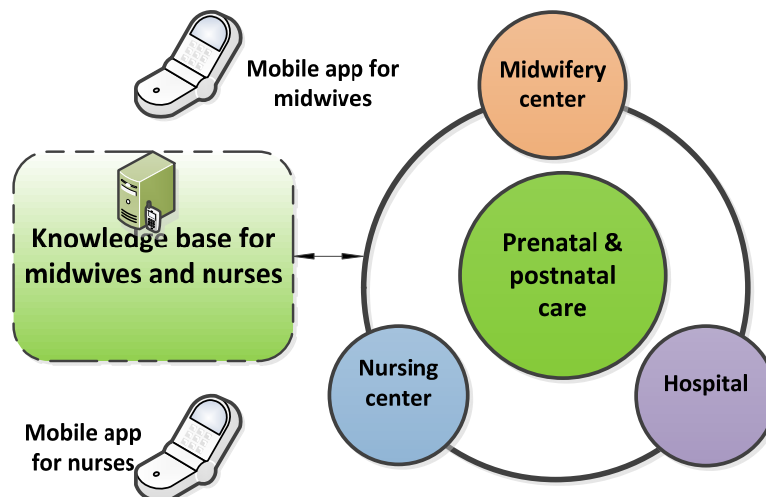 Mobile app for
midwives
Midwifery
center
Knowledge base for
midwives and nurses
Prenatal &
postnatal
care
Nursing
center
Hospital
Mobile app
for nurses